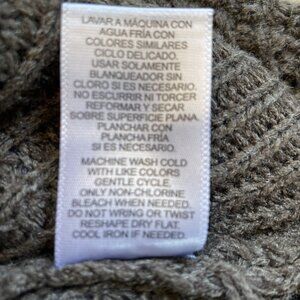 LAVAR A MÁQUINA CON
AGUA FRÍA CON
COLORES SIMILARES
CICLO DELICADO.
USAR SOLAMENTE
BLANQUEADOR SIN
CLORO SI ES NECESARIO.
NO ESCURRIR NI TORCER
REFORMAR Y SECAR
SOBRE SUPERFICIE PLANA.
PLANCHAR CON
PLANCHA FRÍA
SI ES NECESARIO.
MACHINE WASH COLD
WITH LIKE COLORS
GENTLE CYCLE.
ONLY NON-CHLORINE
BLEACH WHEN NEEDED.
DO NOT WRING OR TWIST
RESHAPE DRY FLAT.
COOL IRON IF NEEDED.